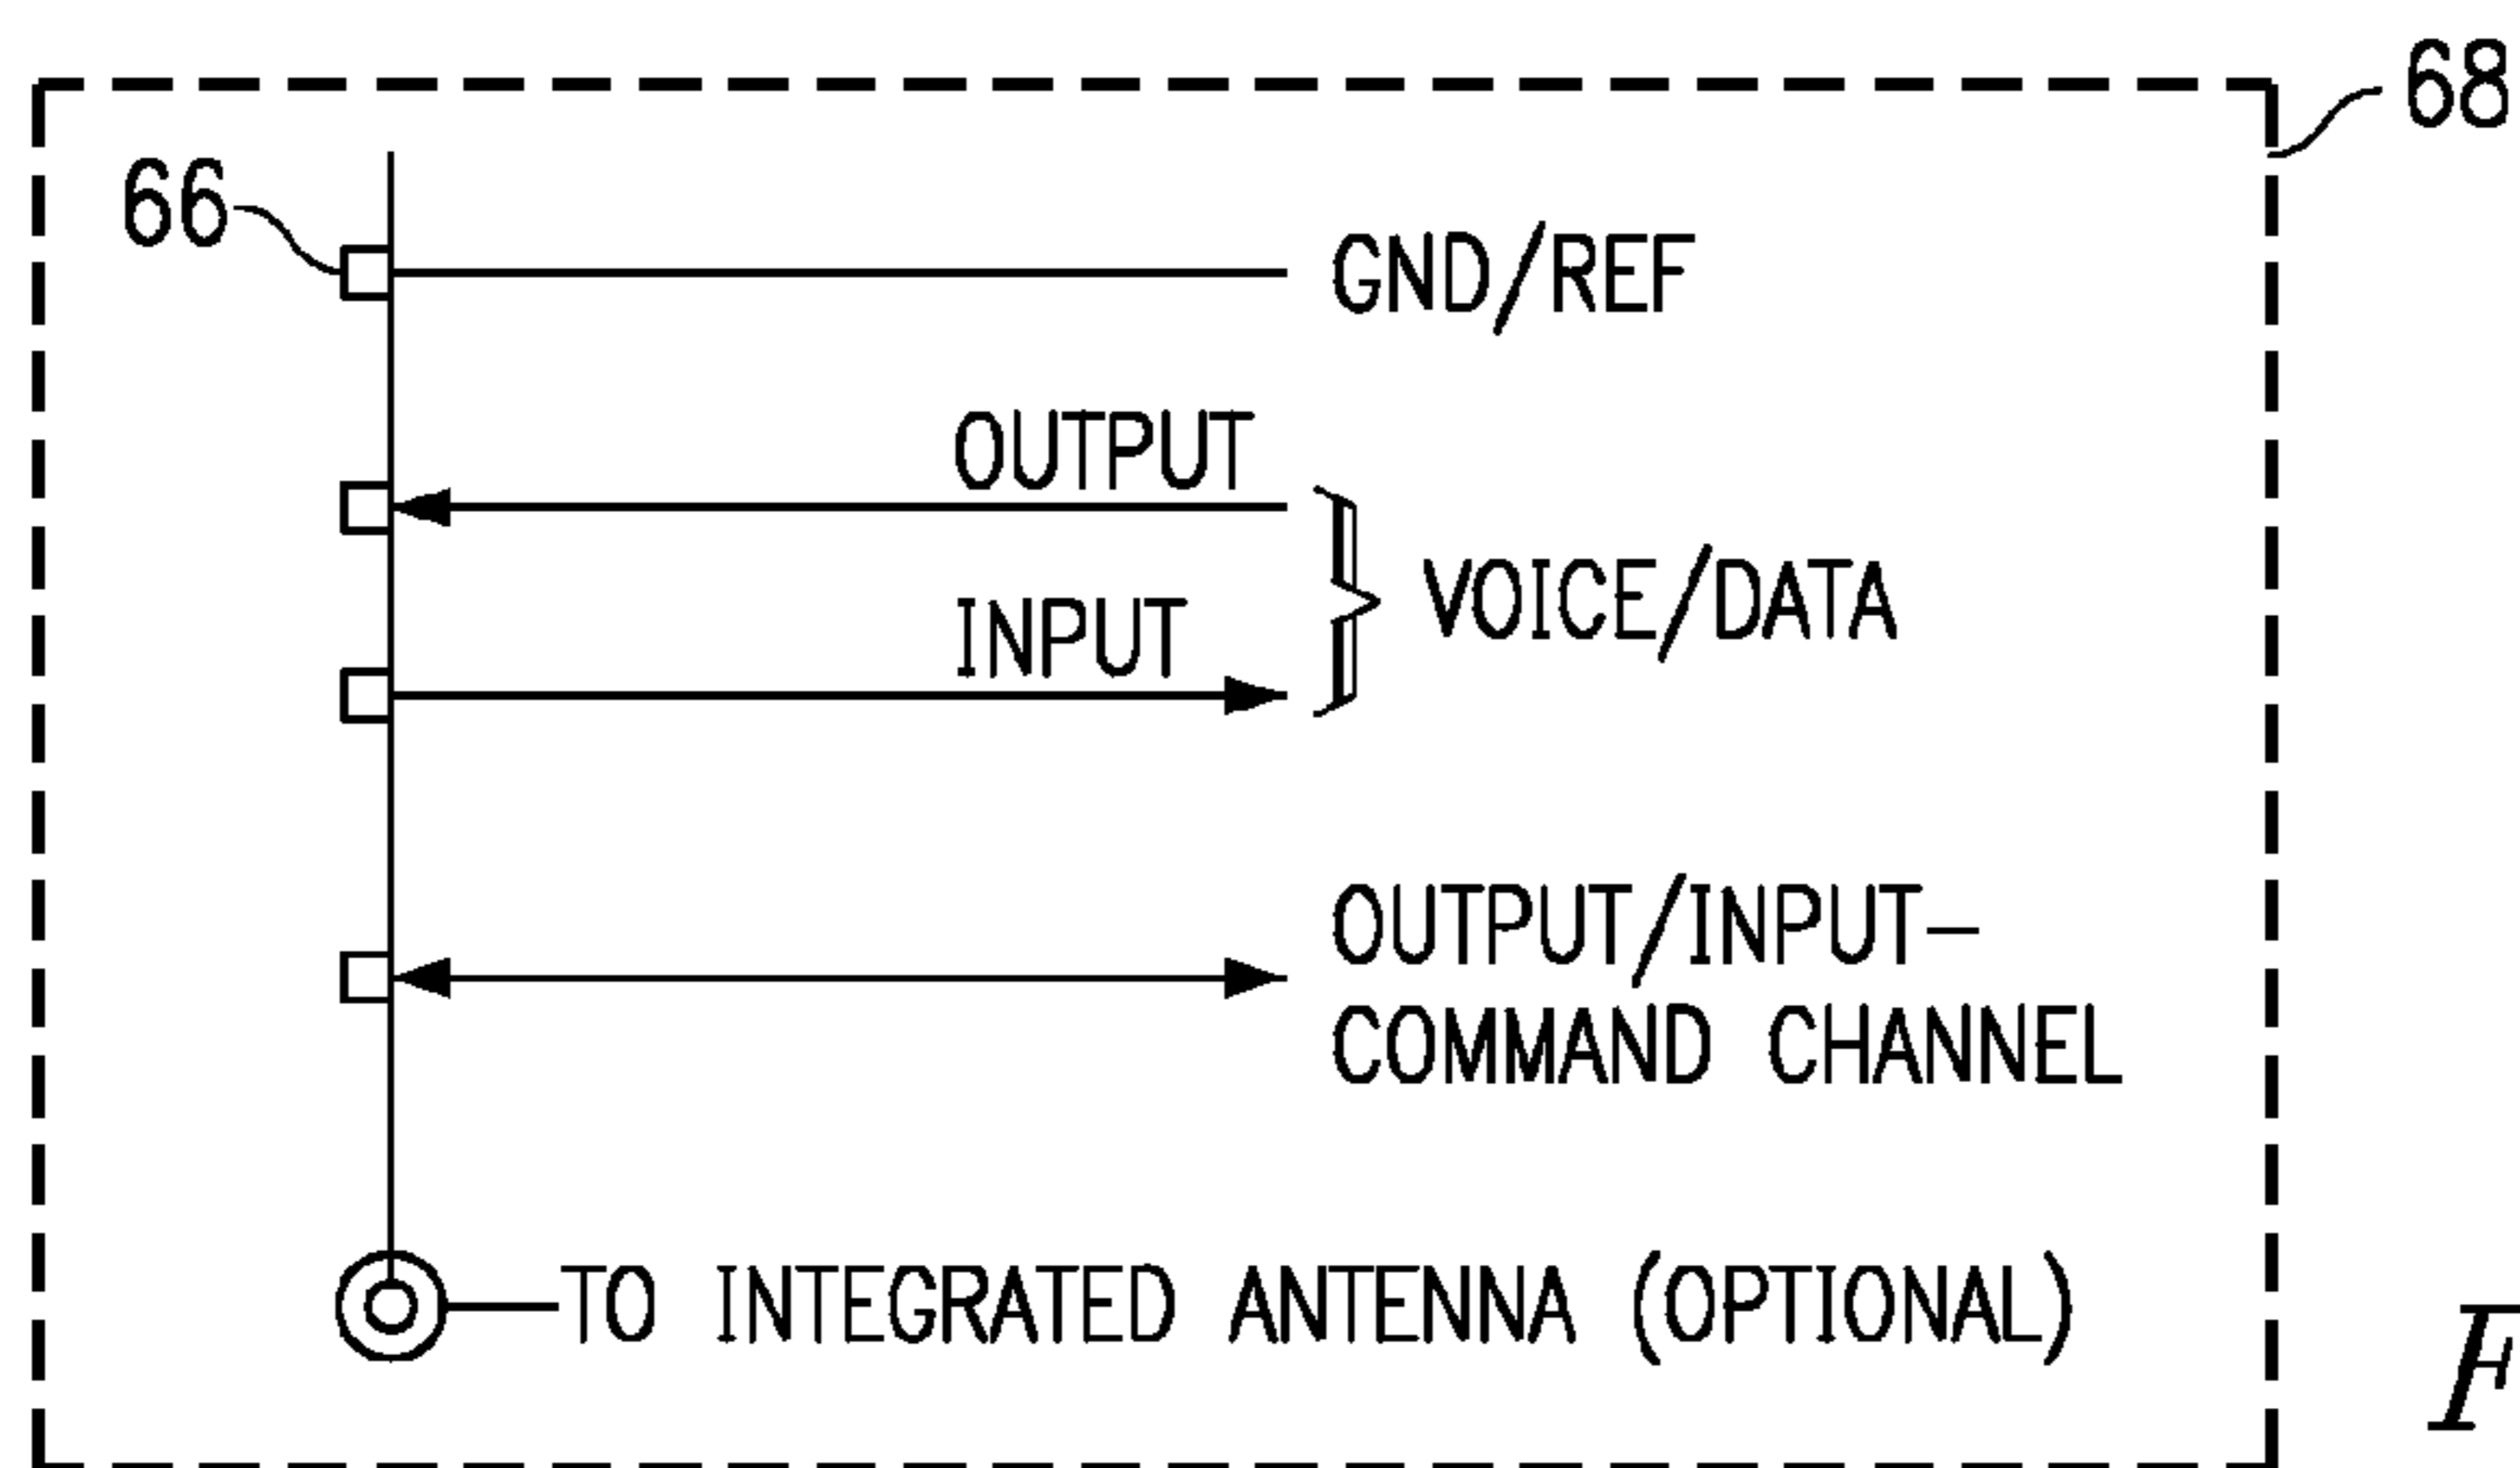 68
66
GND/REF
OUTPUT
VOICE/DATA
INPUT
OUTPUT/INPUT-
COMMAND CHANNEL
TO INTEGRATED ANTENNA (OPTIONAL)
F